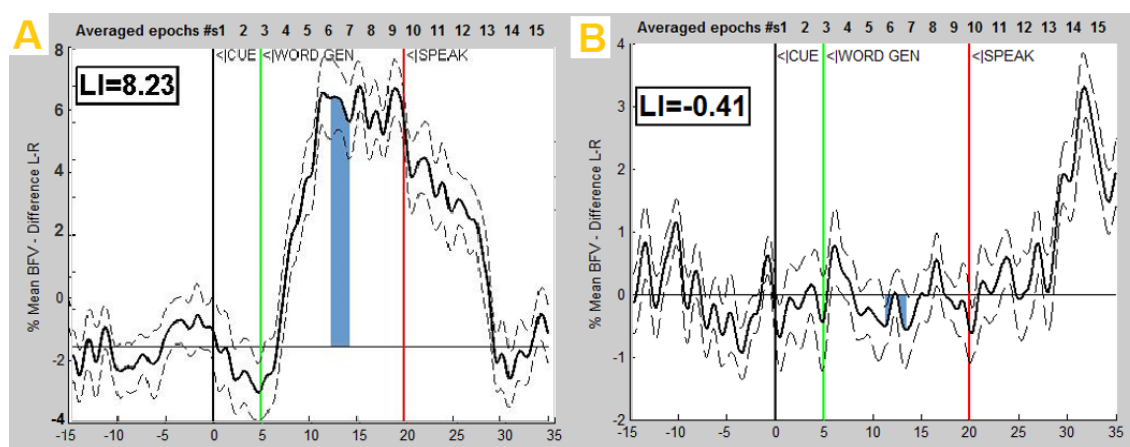 A
Averaged epochs #s1 2 3 4 5 6 7 8 9 10 11 12 13 14 15
<|CUE <|WORD GEN <|SPEAK
LI=8.23
% Mean BFV - Difference L-R
8
6
4
2
0
-2
-4
-15 -10 -5 0 5 10 15 20 25 30 35
B
Averaged epochs #s1 2 3 4 5 6 7 8 9 10 11 12 13 14 15
<|CUE <|WORD GEN <|SPEAK
LI=-0.41
% Mean BFV - Difference L-R
4
3
2
1
0
-1
-2
-15 -10 -5 0 5 10 15 20 25 30 35